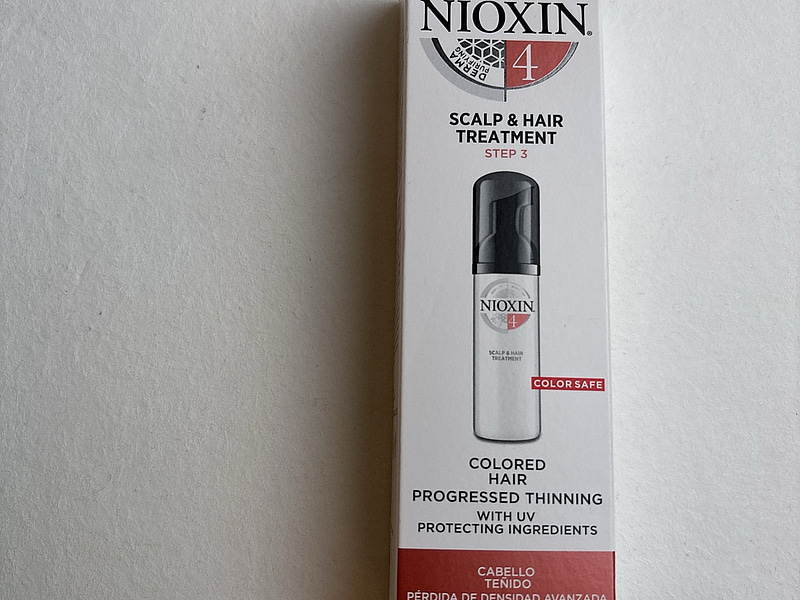 NIOXIN®
DERMA
PURIFYING
4
SCALP & HAIR
TREATMENT
STEP 3
NIOXIN
4
SCALP & HAIR
TREATMENT
COLOR SAFE
COLORED
HAIR
PROGRESSED THINNING
WITH UV
PROTECTING INGREDIENTS
CABELLO
TEÑIDO
PÉRDIDA DE DENSIDAD AVANZADA